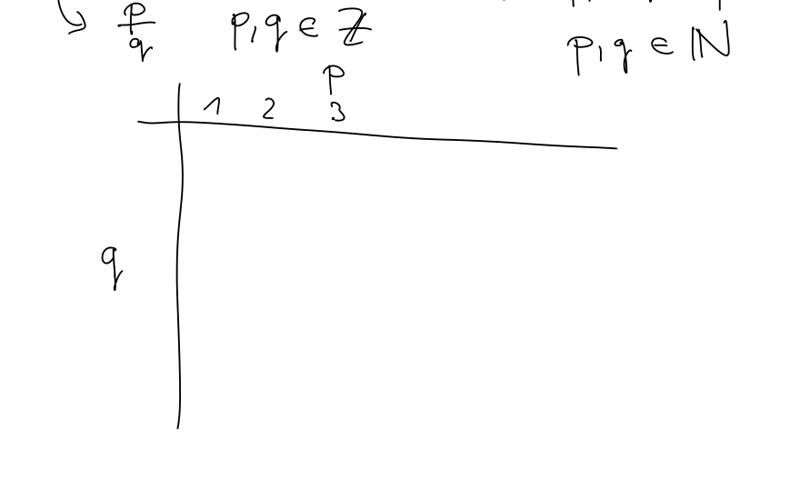 p/q p,q ∈ ℤ
p,q ∈ ℕ
p
1 2 3
q